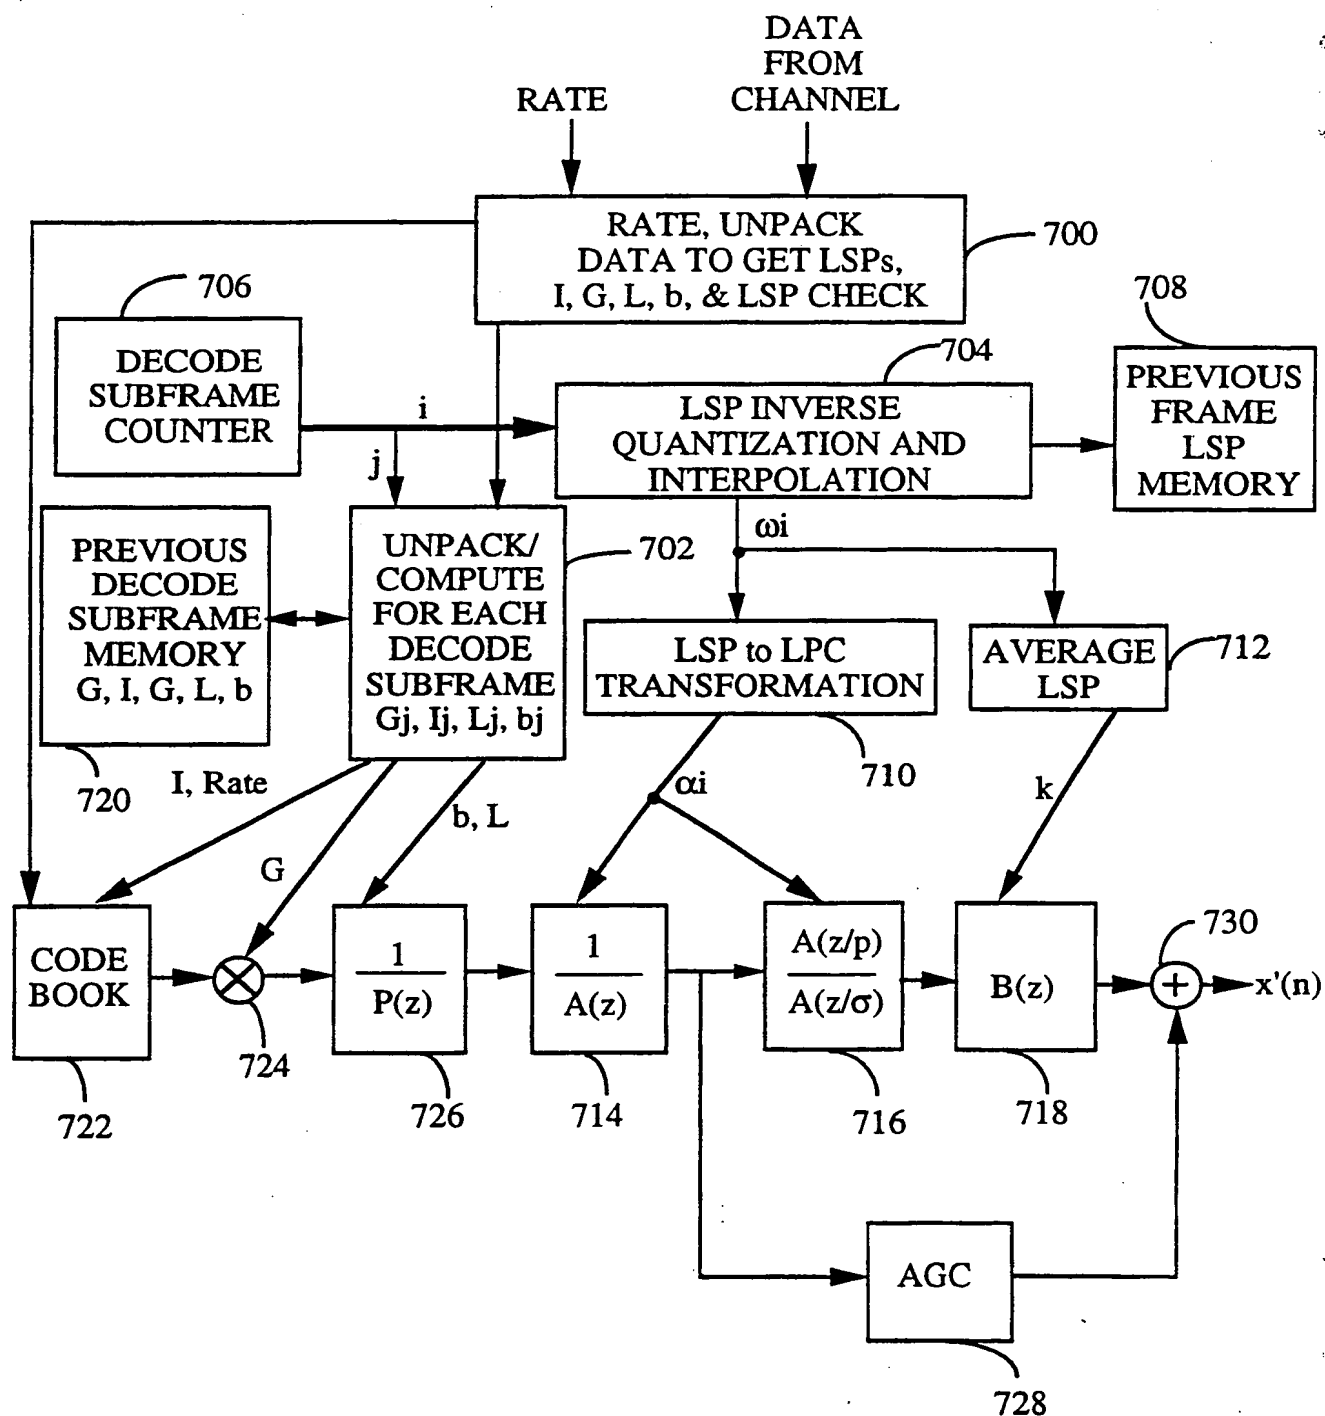 DATA
FROM
CHANNEL
RATE
RATE, UNPACK
DATA TO GET LSPs,
I, G, L, b, & LSP CHECK
700
706
DECODE
SUBFRAME
COUNTER
i
j
704
LSP INVERSE
QUANTIZATION AND
INTERPOLATION
708
PREVIOUS
FRAME
LSP
MEMORY
ωi
PREVIOUS
DECODE
SUBFRAME
MEMORY
G, I, G, L, b
720
UNPACK/
COMPUTE
FOR EACH
DECODE
SUBFRAME
Gj, Ij, Lj, bj
702
LSP to LPC
TRANSFORMATION
710
AVERAGE
LSP
712
I, Rate
G
b, L
αi
k
CODE
BOOK
722
724
1
P(z)
726
1
A(z)
714
A(z/p)
A(z/σ)
716
B(z)
718
730
+
x'(n)
AGC
728